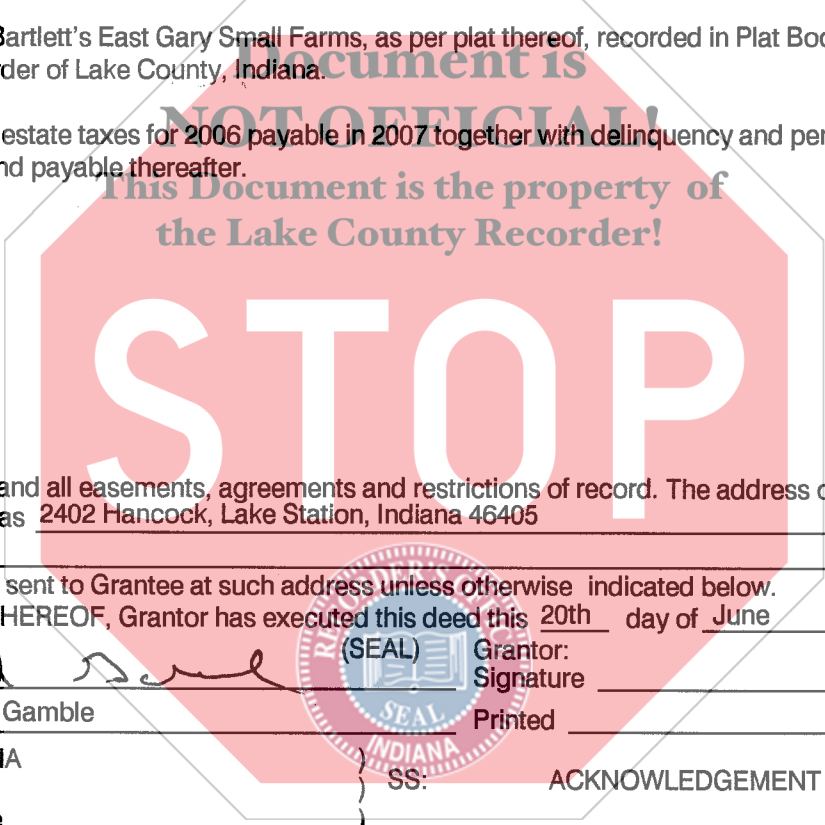 Bartlett's East Gary Small Farms, as per plat thereof, recorded in Plat Boo
Document is
der of Lake County, Indiana.
NOT OFFICIAL!
estate taxes for 2006 payable in 2007 together with delinquency and pen
nd payable thereafter.
This Document is the property of
the Lake County Recorder!
STOP
and all easements, agreements and restrictions of record. The address o
as 2402 Hancock, Lake Station, Indiana 46405
sent to Grantee at such address unless otherwise indicated below.
HEREOF, Grantor has executed this deed this 20th day of June
(SEAL) Grantor:
Signature
Gamble
Printed
RECORDER'S OFFICE
SEAL
INDIANA
IA
) SS: ACKNOWLEDGEMENT
)